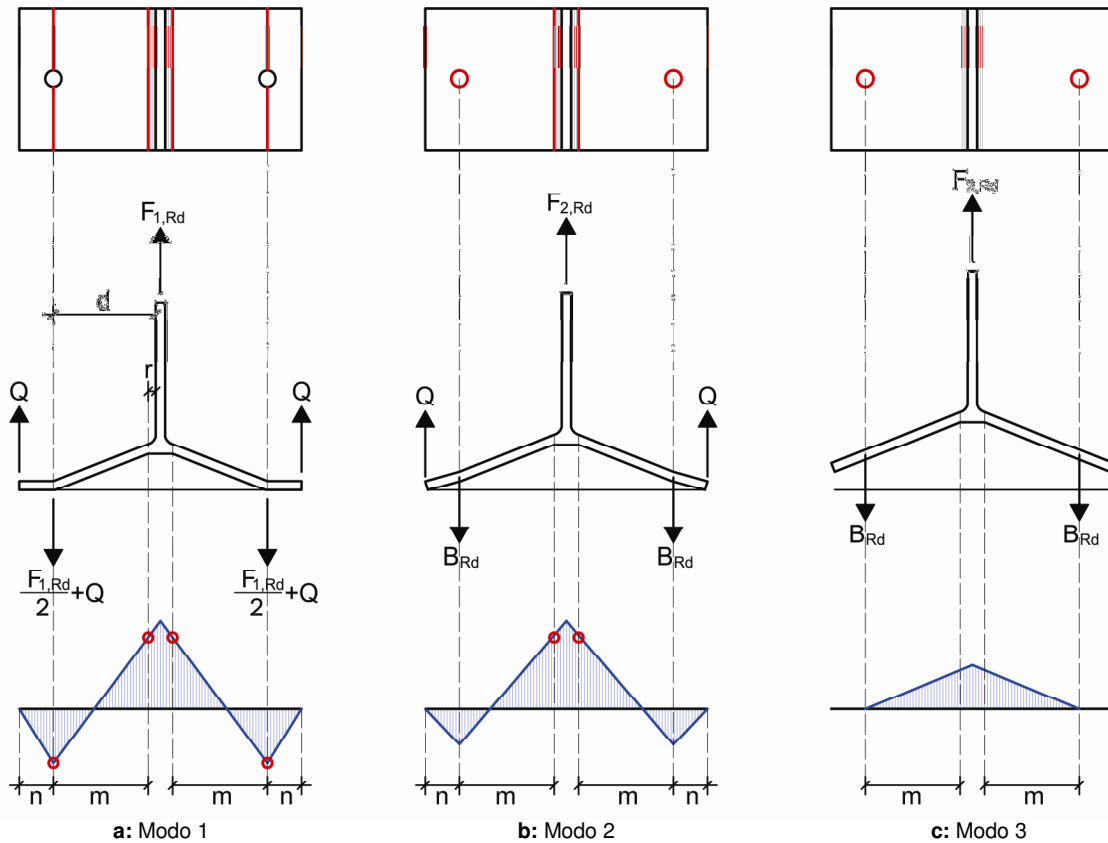 F1,Rd
d
r
Q
Q
F1,Rd/2+Q
F1,Rd/2+Q
n
m
m
n
a: Modo 1
F2,Rd
Q
Q
BRd
BRd
n
m
m
n
b: Modo 2
BRd
BRd
m
m
c: Modo 3